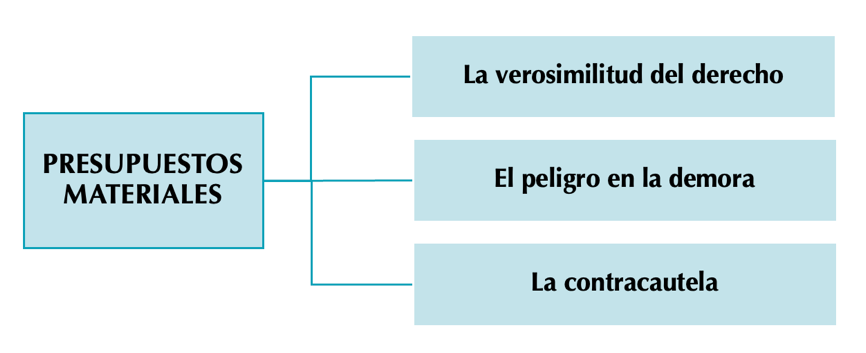 PRESUPUESTOS
MATERIALES
La verosimilitud del derecho
El peligro en la demora
La contracautela